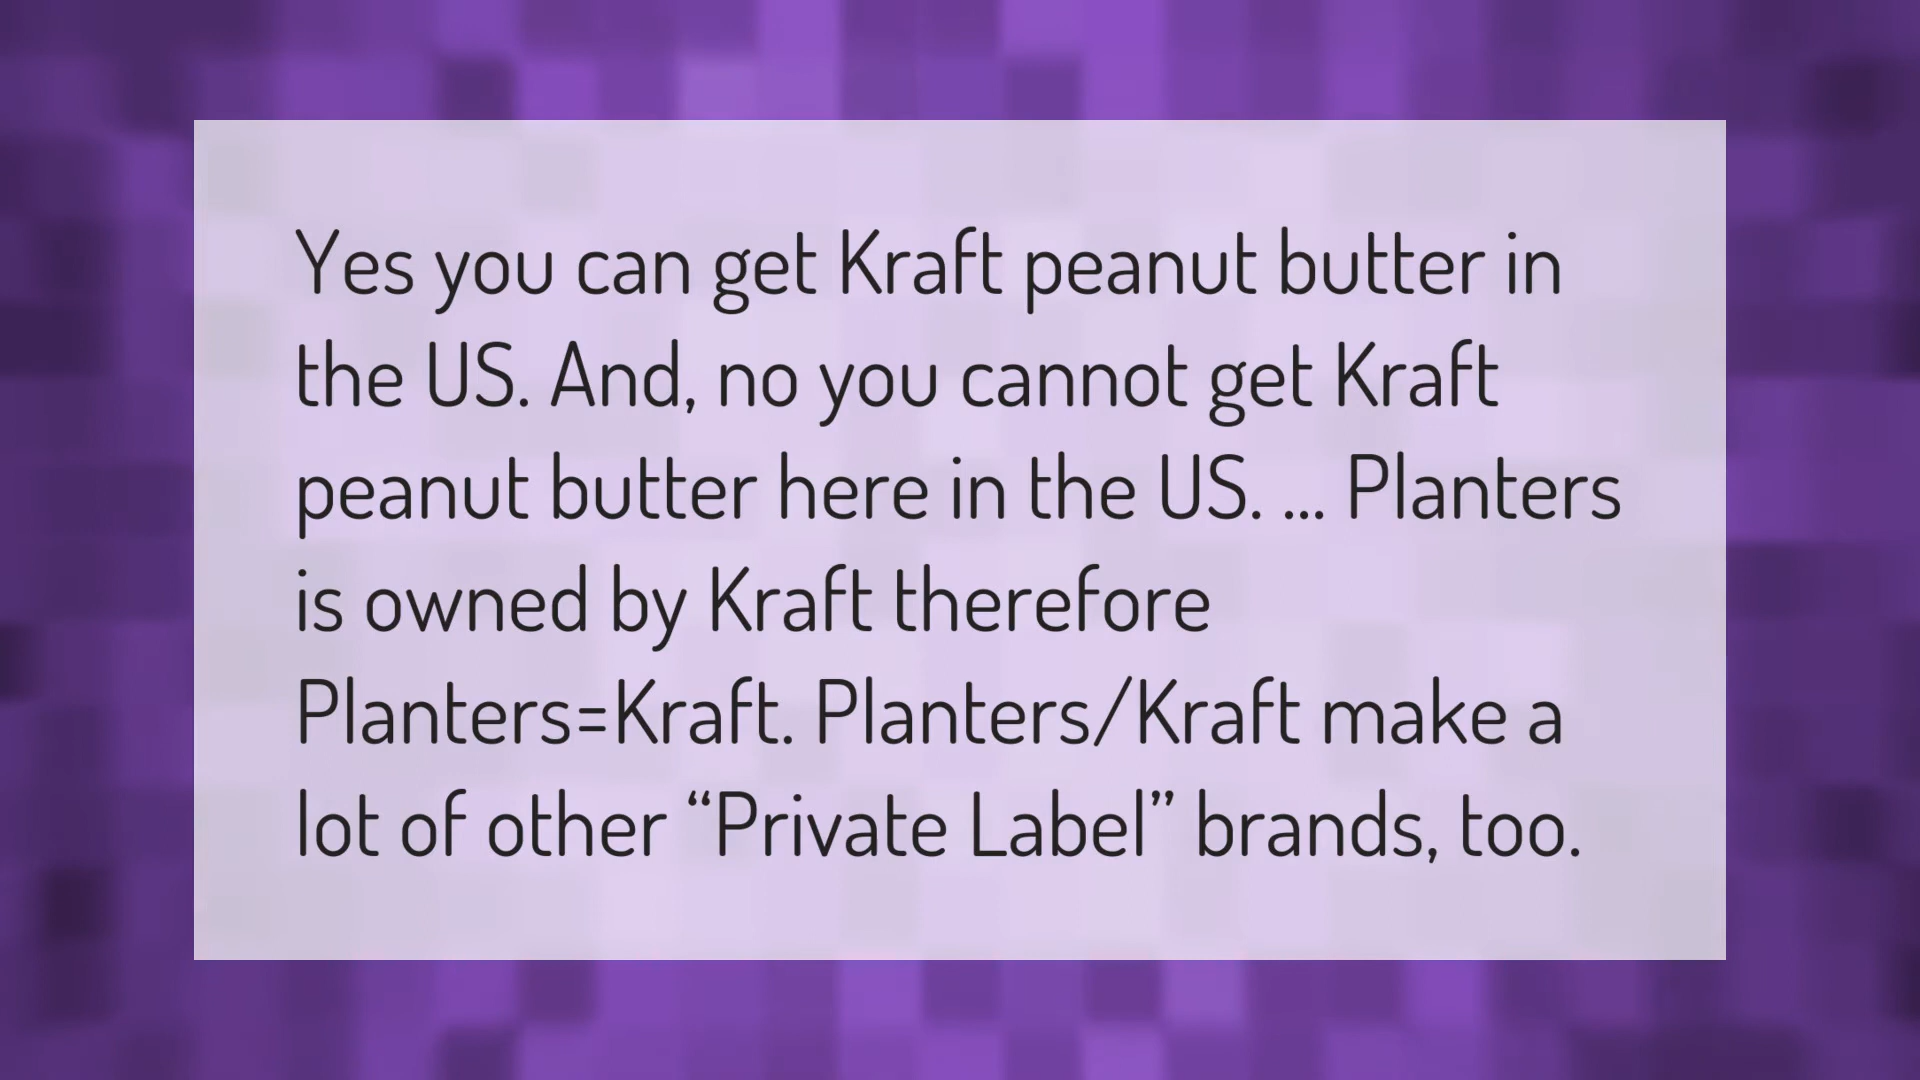 Yes you can get Kraft peanut butter in
the US. And, no you cannot get Kraft
peanut butter here in the US. ... Planters
is owned by Kraft therefore
Planters=Kraft. Planters/Kraft make a
lot of other “Private Label” brands, too.